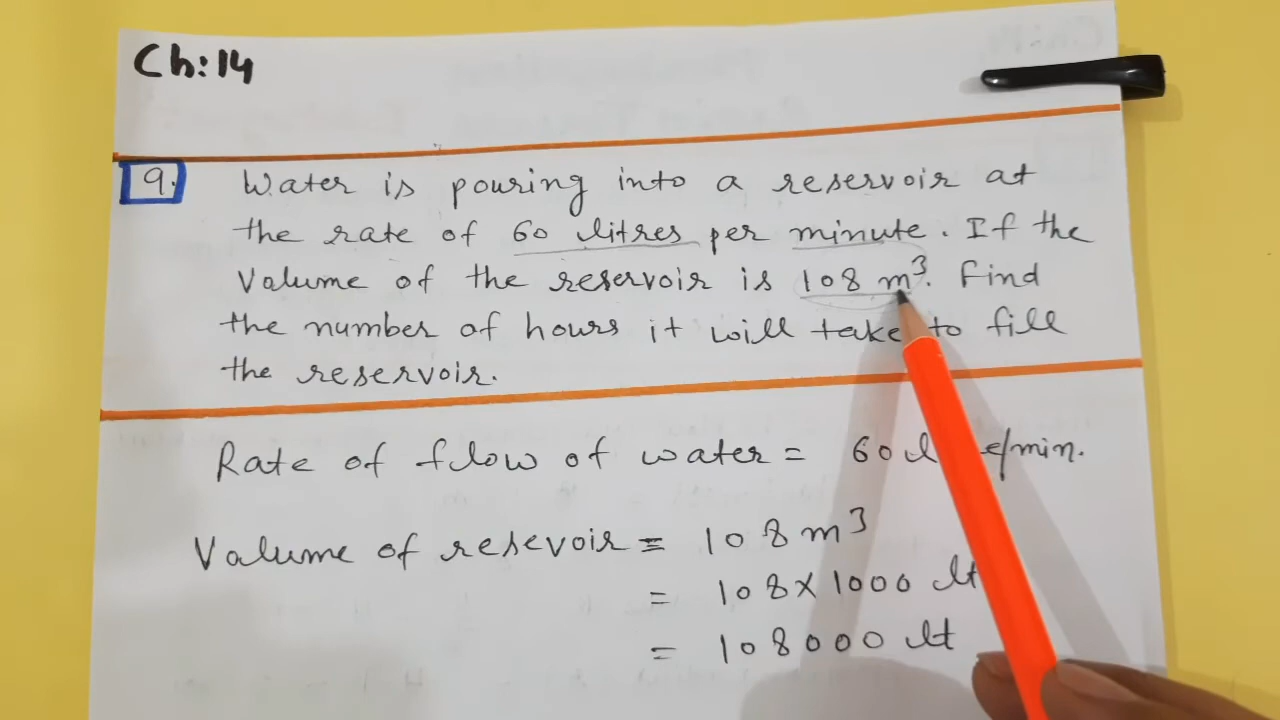 Ch:14
9. Water is pouring into a reservoir at
the rate of 60 litres per minute. If the
Volume of the reservoir is 108 m³. Find
the number of hours it will take to fill
the reservoir.
Rate of flow of water = 60 l e/min.
Volume of resevoir = 108 m³
= 108 × 1000 lt
= 108000 lt